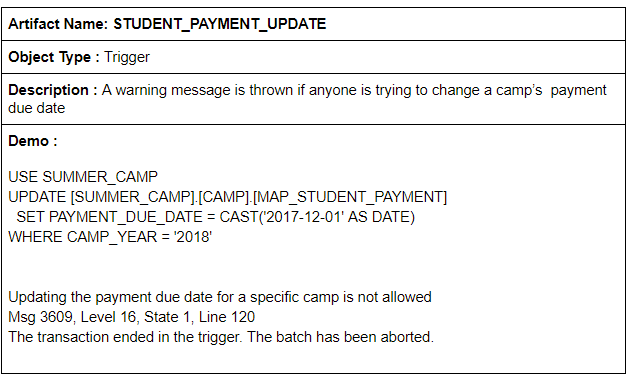 Artifact Name: STUDENT_PAYMENT_UPDATE
Object Type : Trigger
Description : A warning message is thrown if anyone is trying to change a camp’s  payment
due date
Demo :
USE SUMMER_CAMP
UPDATE [SUMMER_CAMP].[CAMP].[MAP_STUDENT_PAYMENT]
  SET PAYMENT_DUE_DATE = CAST('2017-12-01' AS DATE)
WHERE CAMP_YEAR = '2018'
Updating the payment due date for a specific camp is not allowed
Msg 3609, Level 16, State 1, Line 120
The transaction ended in the trigger. The batch has been aborted.